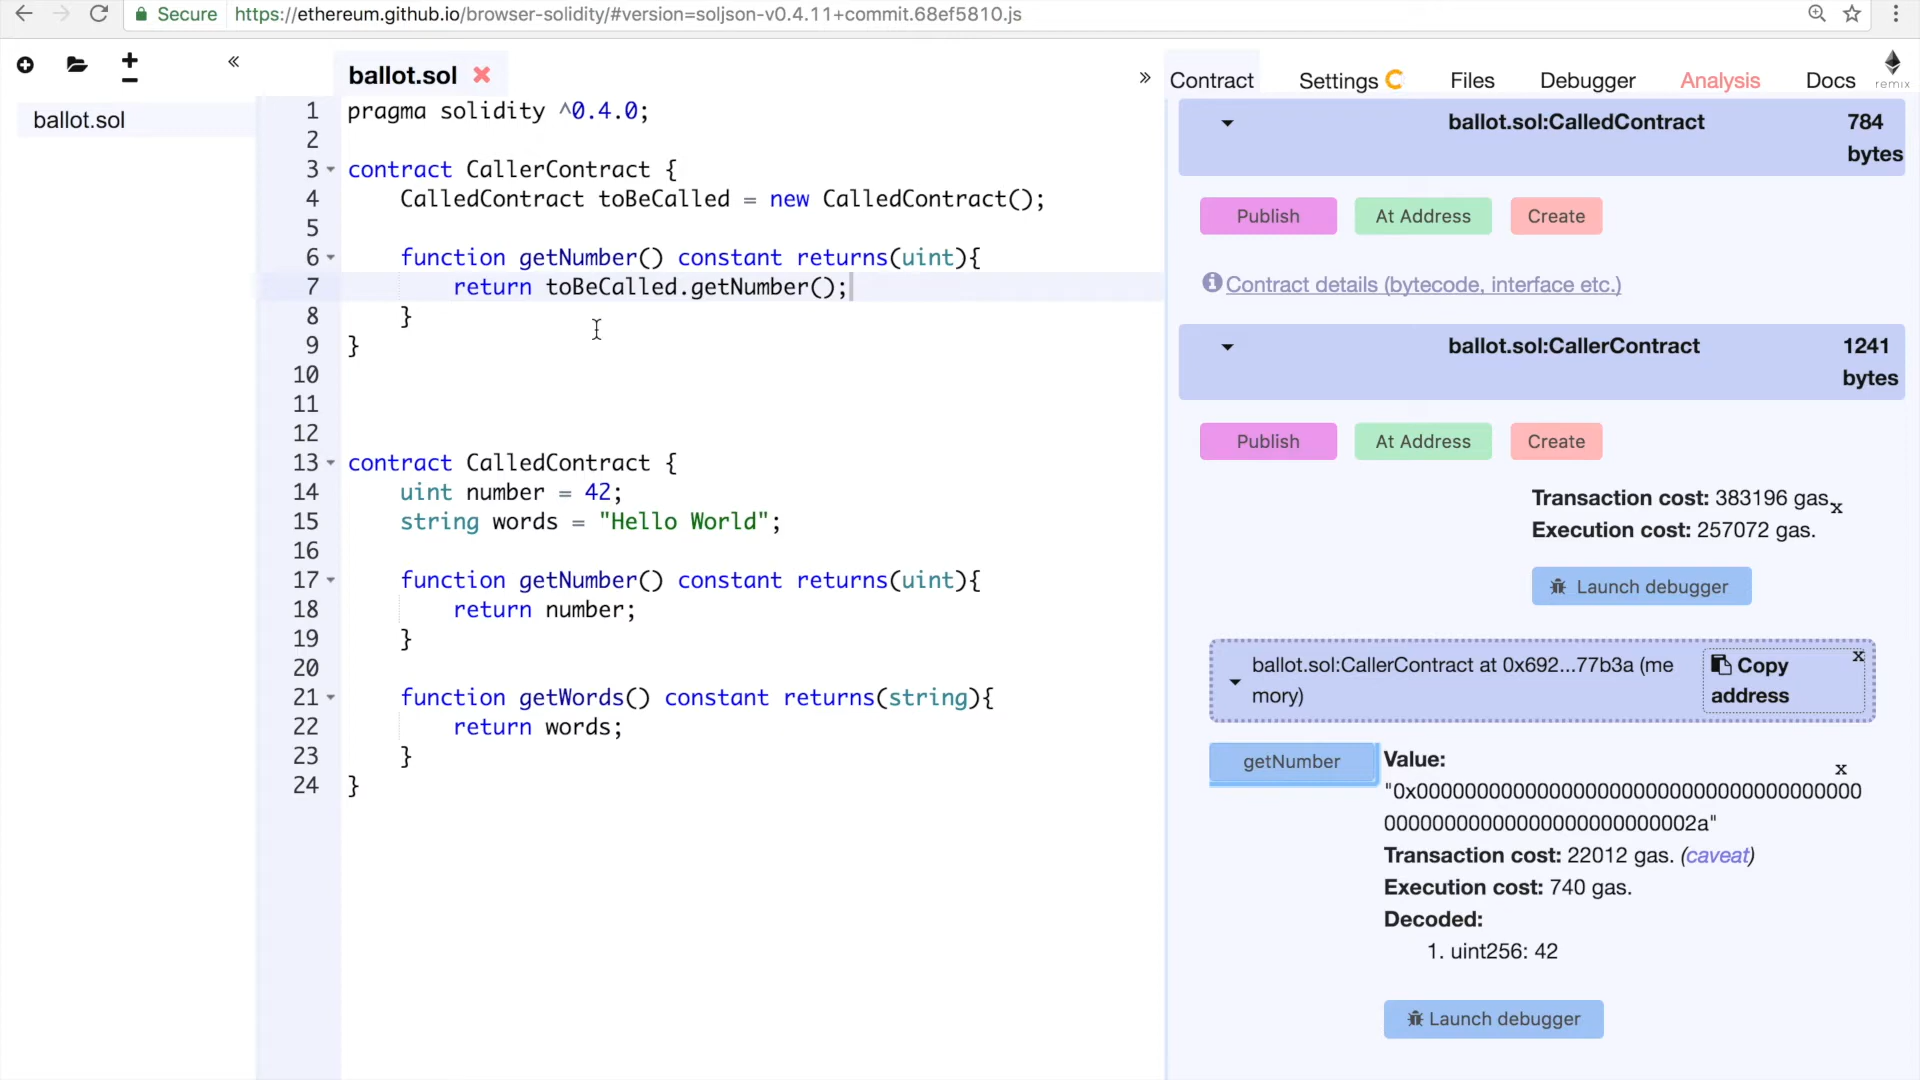 Secure https://ethereum.github.io/browser-solidity/#version=soljson-v0.4.11+commit.68ef5810.js
ballot.sol
ballot.sol
1 pragma solidity ^0.4.0;
2
3 contract CallerContract {
4 CalledContract toBeCalled = new CalledContract();
5
6 function getNumber() constant returns(uint){
7 return toBeCalled.getNumber();
8 }
9 }
10
11
12
13 contract CalledContract {
14 uint number = 42;
15 string words = "Hello World";
16
17 function getNumber() constant returns(uint){
18 return number;
19 }
20
21 function getWords() constant returns(string){
22 return words;
23 }
24 }
Contract Settings Files Debugger Analysis Docs remix
ballot.sol:CalledContract 784
bytes
Publish At Address Create
Contract details (bytecode, interface etc.)
ballot.sol:CallerContract 1241
bytes
Publish At Address Create
Transaction cost: 383196 gas. x
Execution cost: 257072 gas.
Launch debugger
ballot.sol:CallerContract at 0x692...77b3a (me
mory)
Copy
address
x
getNumber
Value:
x
"0x00000000000000000000000000000000000000
0000000000000000000000002a"
Transaction cost: 22012 gas. (caveat)
Execution cost: 740 gas.
Decoded:
1. uint256: 42
Launch debugger